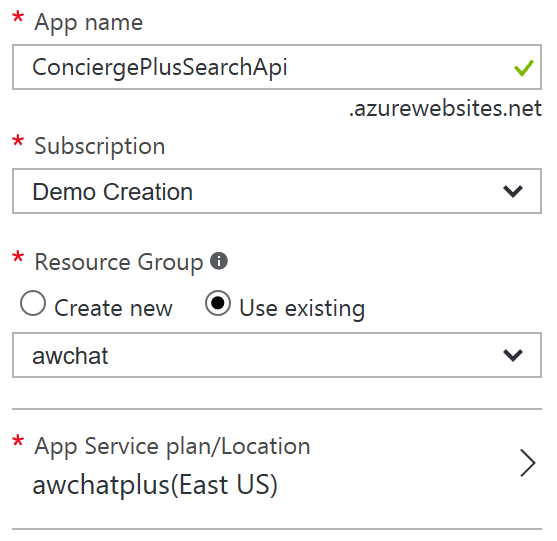 * App name
ConciergePlusSearchApi
.azurewebsites.net
* Subscription
Demo Creation
* Resource Group
Create new Use existing
awchat
* App Service plan/Location
awchatplus(East US)